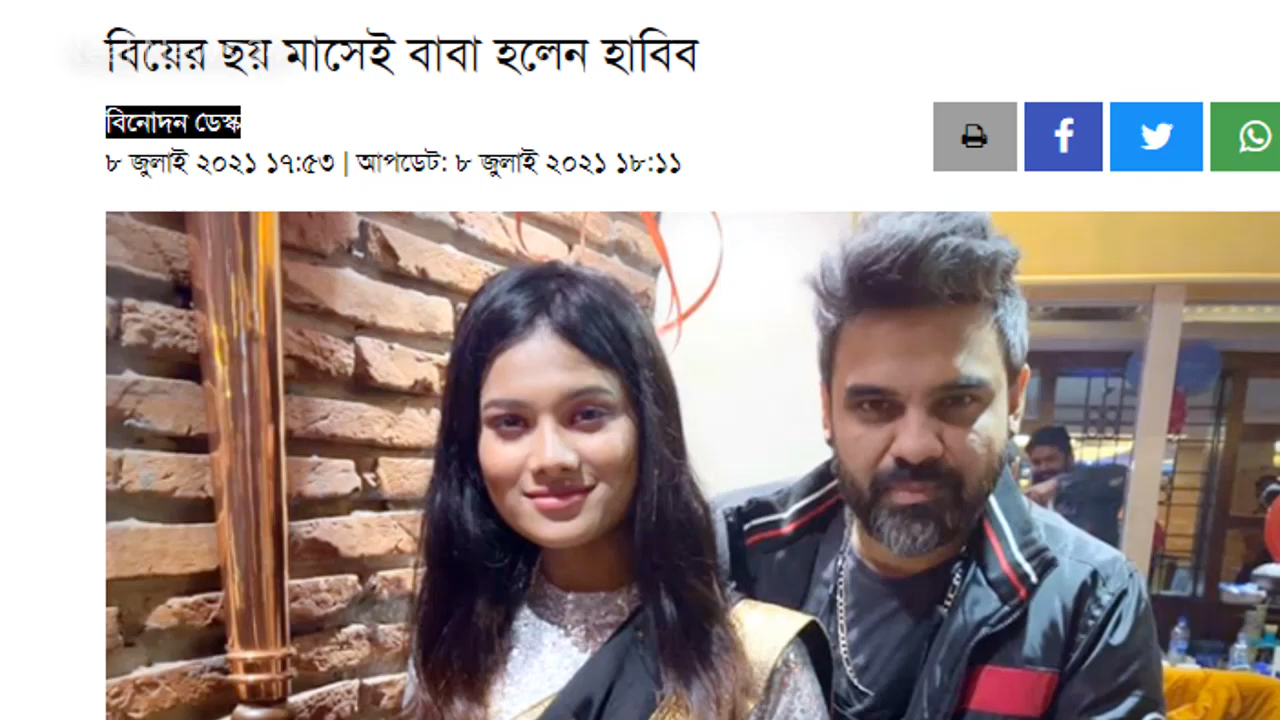 বিয়ের ছয় মাসেই বাবা হলেন হাবিব
বিনোদন ডেস্ক
৮ জুলাই ২০২১ ১৭:৫৩ | আপডেট: ৮ জুলাই ২০২১ ১৮:১১